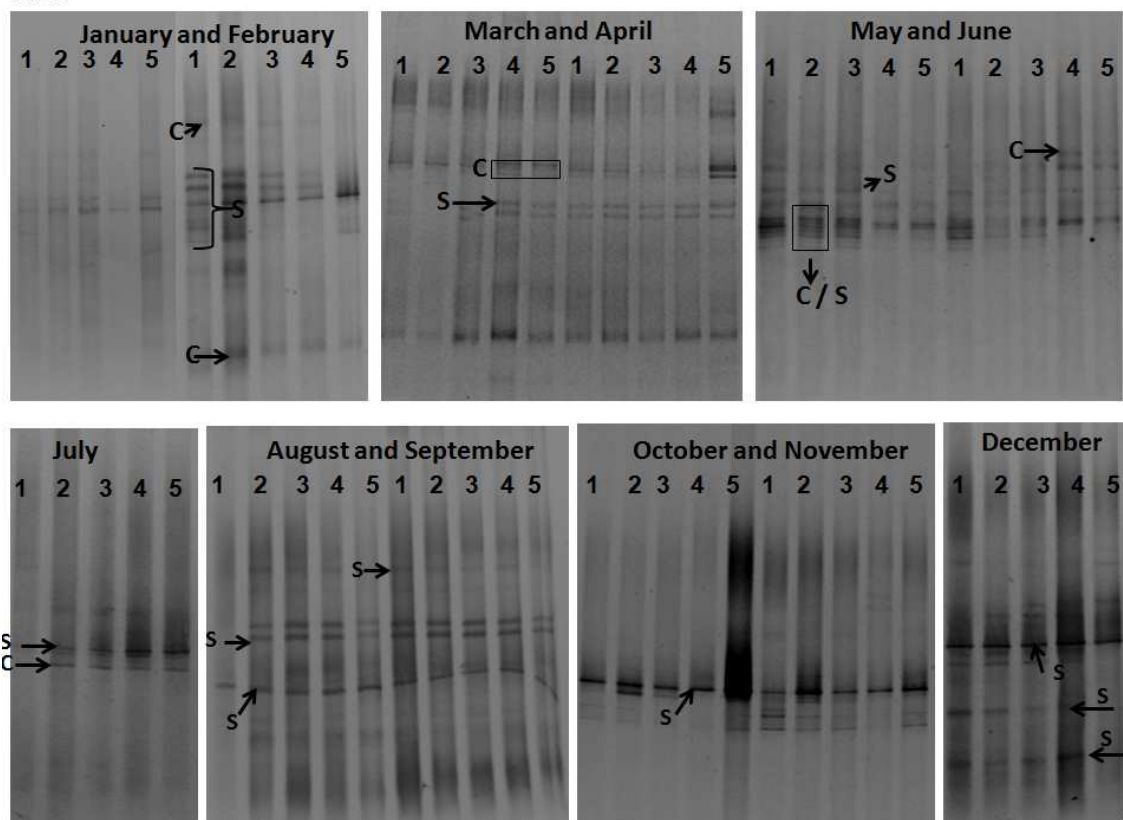 January and February
1 2 3 4 5 1 2 3 4 5
C
S
C
March and April
1 2 3 4 5 1 2 3 4 5
C
S
May and June
1 2 3 4 5 1 2 3 4 5
C
S
C / S
July
1 2 3 4 5
S
C
August and September
1 2 3 4 5 1 2 3 4 5
S
S
S
October and November
1 2 3 4 5 1 2 3 4 5
S
December
1 2 3 4 5
S
S
S